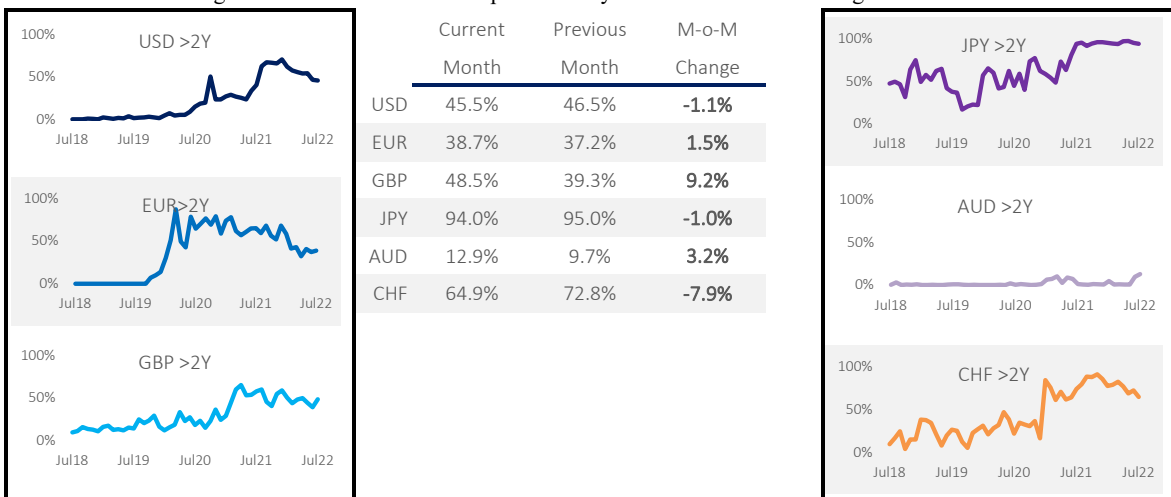 USD >2Y
100%
50%
0%
Jul18 Jul19 Jul20 Jul21 Jul22
EUR>2Y
100%
50%
0%
Jul18 Jul19 Jul20 Jul21 Jul22
GBP >2Y
100%
50%
0%
Jul18 Jul19 Jul20 Jul21 Jul22
Current Previous M-o-M
Month Month Change
USD 45.5% 46.5% -1.1%
EUR 38.7% 37.2% 1.5%
GBP 48.5% 39.3% 9.2%
JPY 94.0% 95.0% -1.0%
AUD 12.9% 9.7% 3.2%
CHF 64.9% 72.8% -7.9%
JPY >2Y
100%
50%
0%
Jul18 Jul19 Jul20 Jul21 Jul22
AUD >2Y
100%
50%
0%
Jul18 Jul19 Jul20 Jul21 Jul22
CHF >2Y
100%
50%
0%
Jul18 Jul19 Jul20 Jul21 Jul22